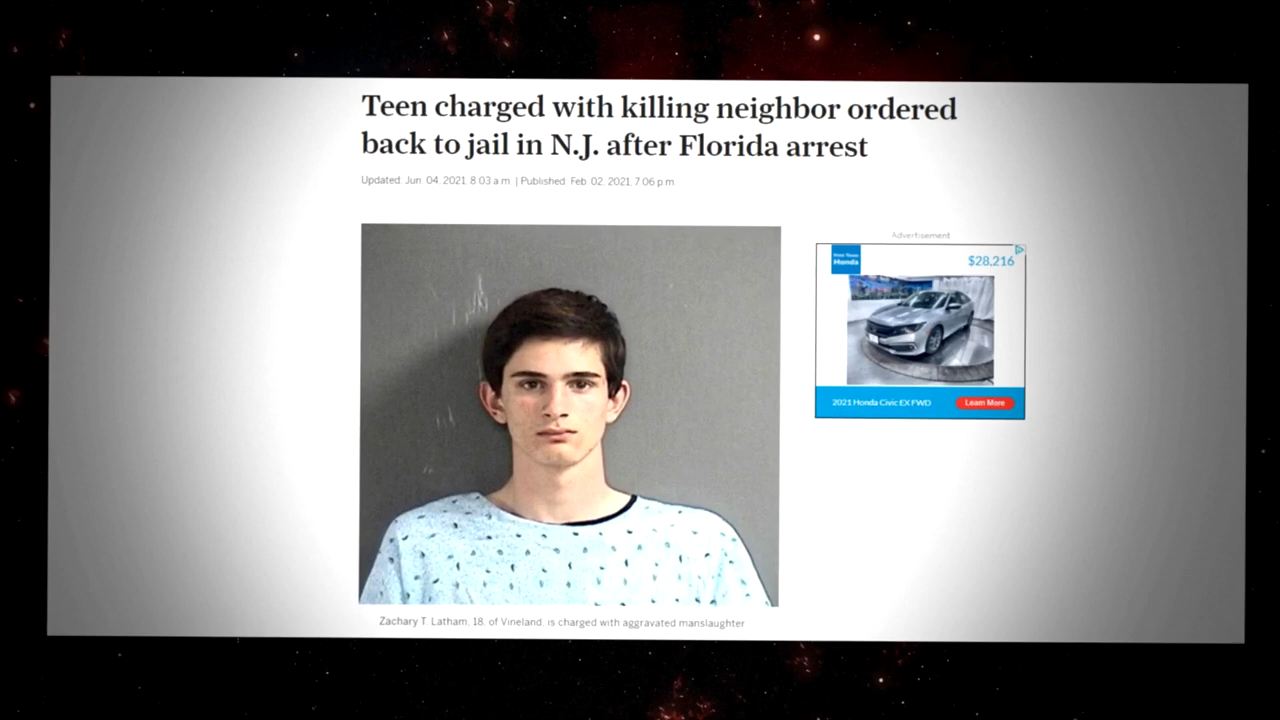 Teen charged with killing neighbor ordered
back to jail in N.J. after Florida arrest
Updated: Jun. 04, 2021, 8:03 a.m. | Published: Feb. 02, 2021, 7:06 p.m.
Advertisement
Honda
$28,216
2021 Honda Civic EX FWD
Learn More
Zachary T. Latham, 18, of Vineland, is charged with aggravated manslaughter